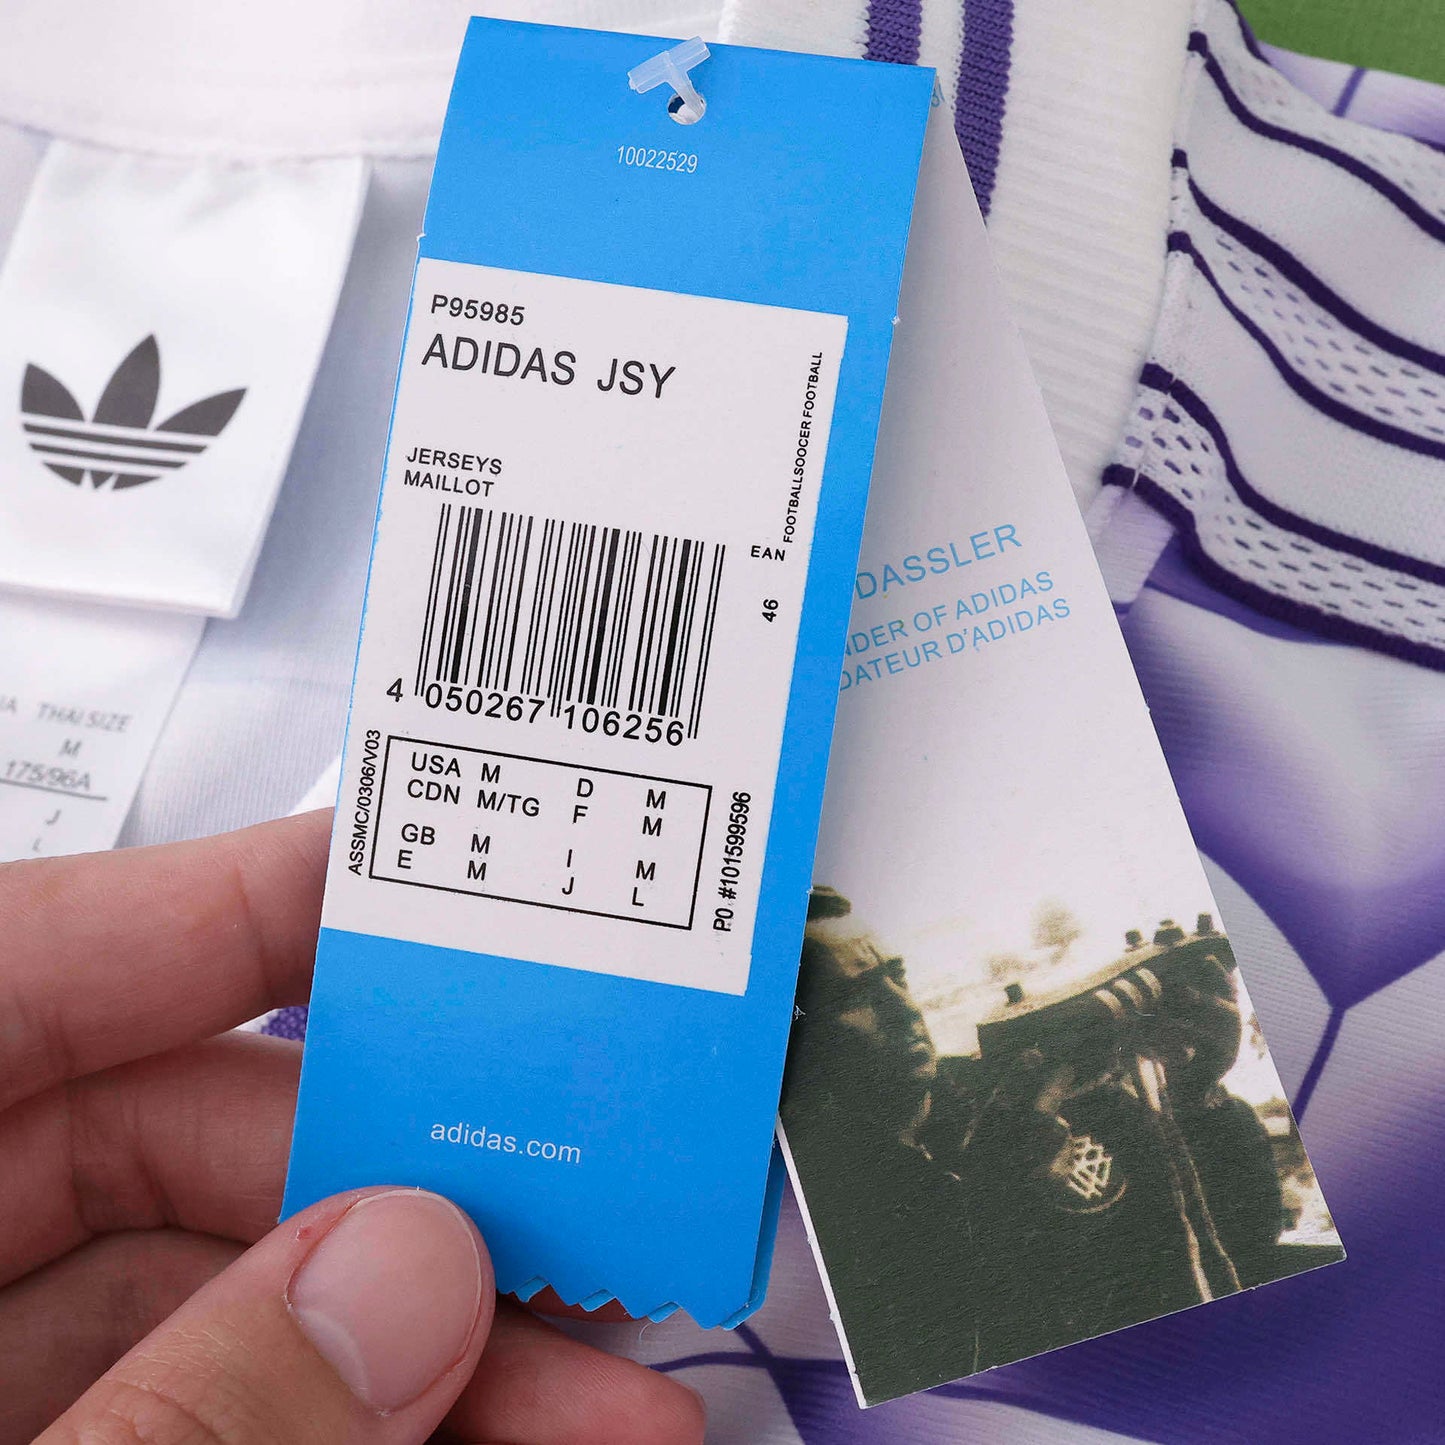 10022529
P95985
ADIDAS JSY
JERSEYS
MAILLOT
FOOTBALLSOOCER FOOTBALL
EAN
46
4 050267 106256
USA M D M
CDN M/TG F M
GB M I M
E M J L
ASSMC/0306/V03
PO #101599596
adidas.com
DASSLER
NDER OF ADIDAS
DATEUR D'ADIDAS
THAI SIZE
M
175/96A
J
L